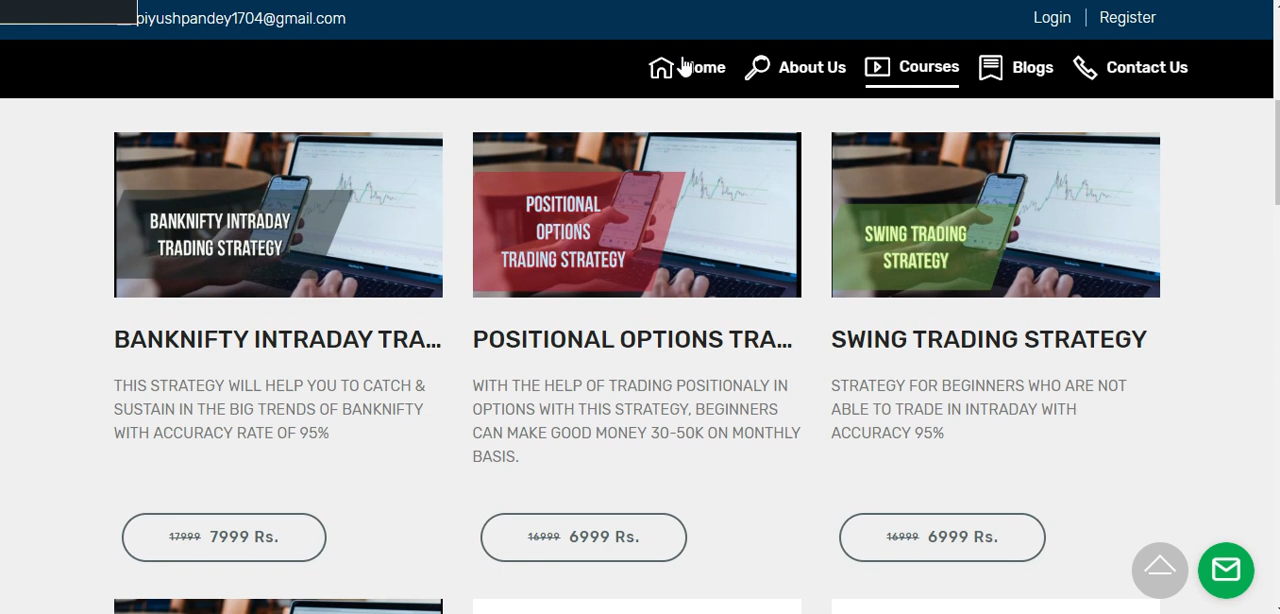 piyushpandey1704@gmail.com
Login | Register
Home About Us Courses Blogs Contact Us
BANKNIFTY INTRADAY
TRADING STRATEGY
POSITIONAL
OPTIONS
TRADING STRATEGY
SWING TRADING
STRATEGY
BANKNIFTY INTRADAY TRA...
THIS STRATEGY WILL HELP YOU TO CATCH &
SUSTAIN IN THE BIG TRENDS OF BANKNIFTY
WITH ACCURACY RATE OF 95%
17999 7999 Rs.
POSITIONAL OPTIONS TRA...
WITH THE HELP OF TRADING POSITIONALY IN
OPTIONS WITH THIS STRATEGY, BEGINNERS
CAN MAKE GOOD MONEY 30-50K ON MONTHLY
BASIS.
16999 6999 Rs.
SWING TRADING STRATEGY
STRATEGY FOR BEGINNERS WHO ARE NOT
ABLE TO TRADE IN INTRADAY WITH
ACCURACY 95%
16999 6999 Rs.